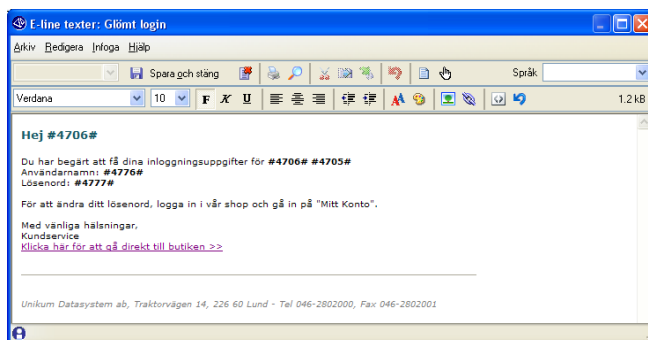 E-line texter: Glömt login
Arkiv Redigera Infoga Hjälp
Spara och stäng Språk
Verdana 10 F K U 1.2 kB
Hej #4706#
Du har begärt att få dina inloggningsuppgifter för #4706# #4705#
Användarnamn: #4776#
Lösenord: #4777#
För att ändra ditt lösenord, logga in i vår shop och gå in på "Mitt Konto".
Med vänliga hälsningar,
Kundservice
Klicka här för att gå direkt till butiken >>
Unikum Datasystem ab, Traktorvägen 14, 226 60 Lund - Tel 046-2802000, Fax 046-2802001